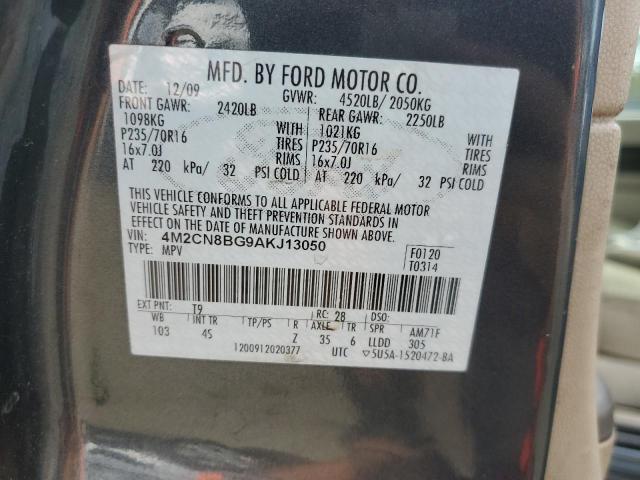 MFD. BY FORD MOTOR CO.
DATE: 12/09 GVWR: 4520LB/ 2050KG
FRONT GAWR: 2420LB REAR GAWR: 2250LB
1098KG WITH 1021KG WITH
P235/70R16 TIRES P235/70R16 TIRES
16x7.0J RIMS 16x7.0J RIMS
AT 220 kPa/ 32 PSI COLD AT 220 kPa/ 32 PSI COLD
THIS VEHICLE CONFORMS TO ALL APPLICABLE FEDERAL MOTOR
VEHICLE SAFETY AND THEFT PREVENTION STANDARDS IN
EFFECT ON THE DATE OF MANUFACTURE SHOWN ABOVE.
VIN: 4M2CN8BG9AKJ13050
TYPE: MPV
F0120
T0314
EXT PNT: T9 RC: 28 DSO:
WB INT TR TP/PS R AXLE TR SPR AM71F
103 4S Z 35 6 LLDD 305
1200912020377 UTC ▽5U5A-1520472-BA